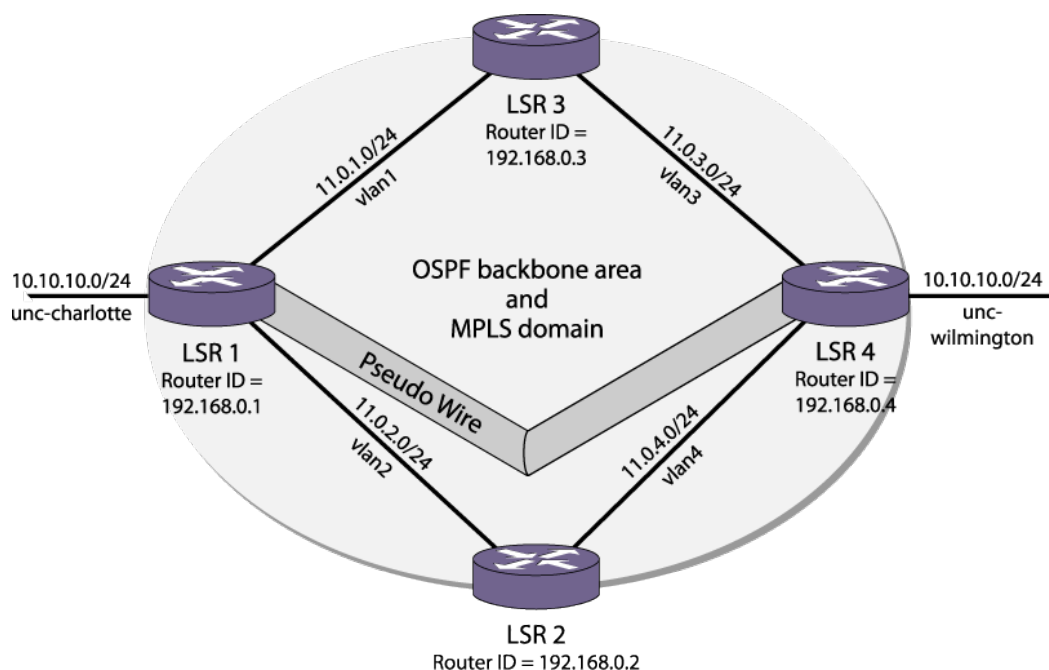 LSR 3
Router ID =
192.168.0.3
11.0.1.0/24
vlan1
11.0.3.0/24
vlan3
10.10.10.0/24
unc-charlotte
OSPF backbone area
and
MPLS domain
10.10.10.0/24
unc-
wilmington
LSR 1
Router ID =
192.168.0.1
Pseudo Wire
LSR 4
Router ID =
192.168.0.4
11.0.2.0/24
vlan2
11.0.4.0/24
vlan4
LSR 2
Router ID = 192.168.0.2